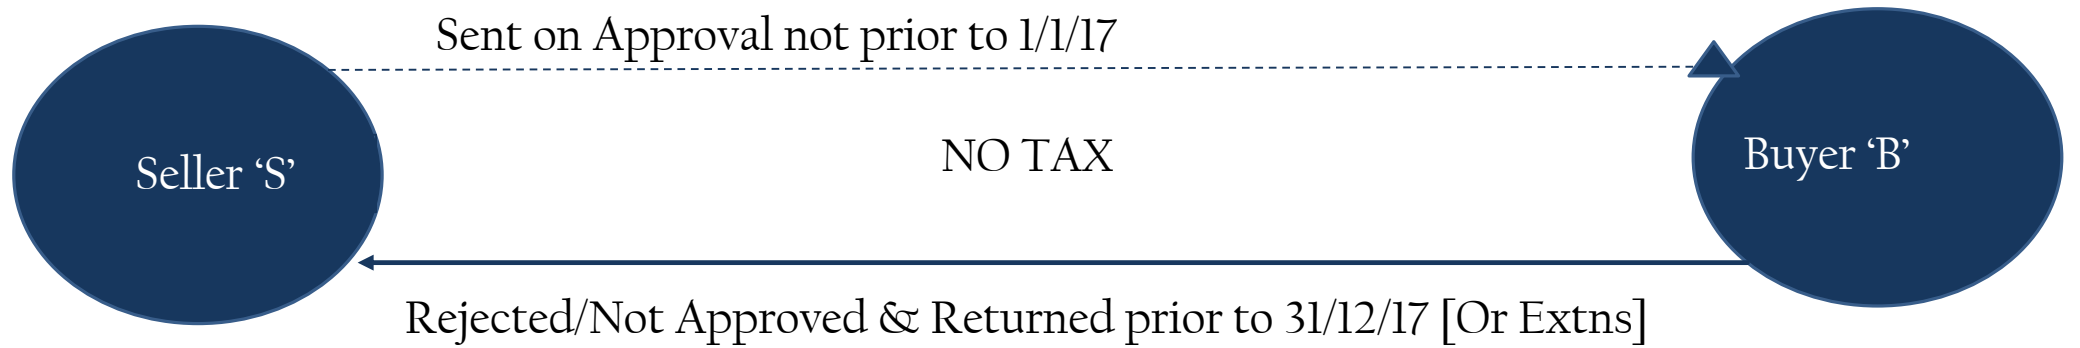 Sent on Approval not prior to 1/1/17
Seller ‘S’
NO TAX
Buyer ‘B’
Rejected/Not Approved & Returned prior to 31/12/17 [Or Extns]